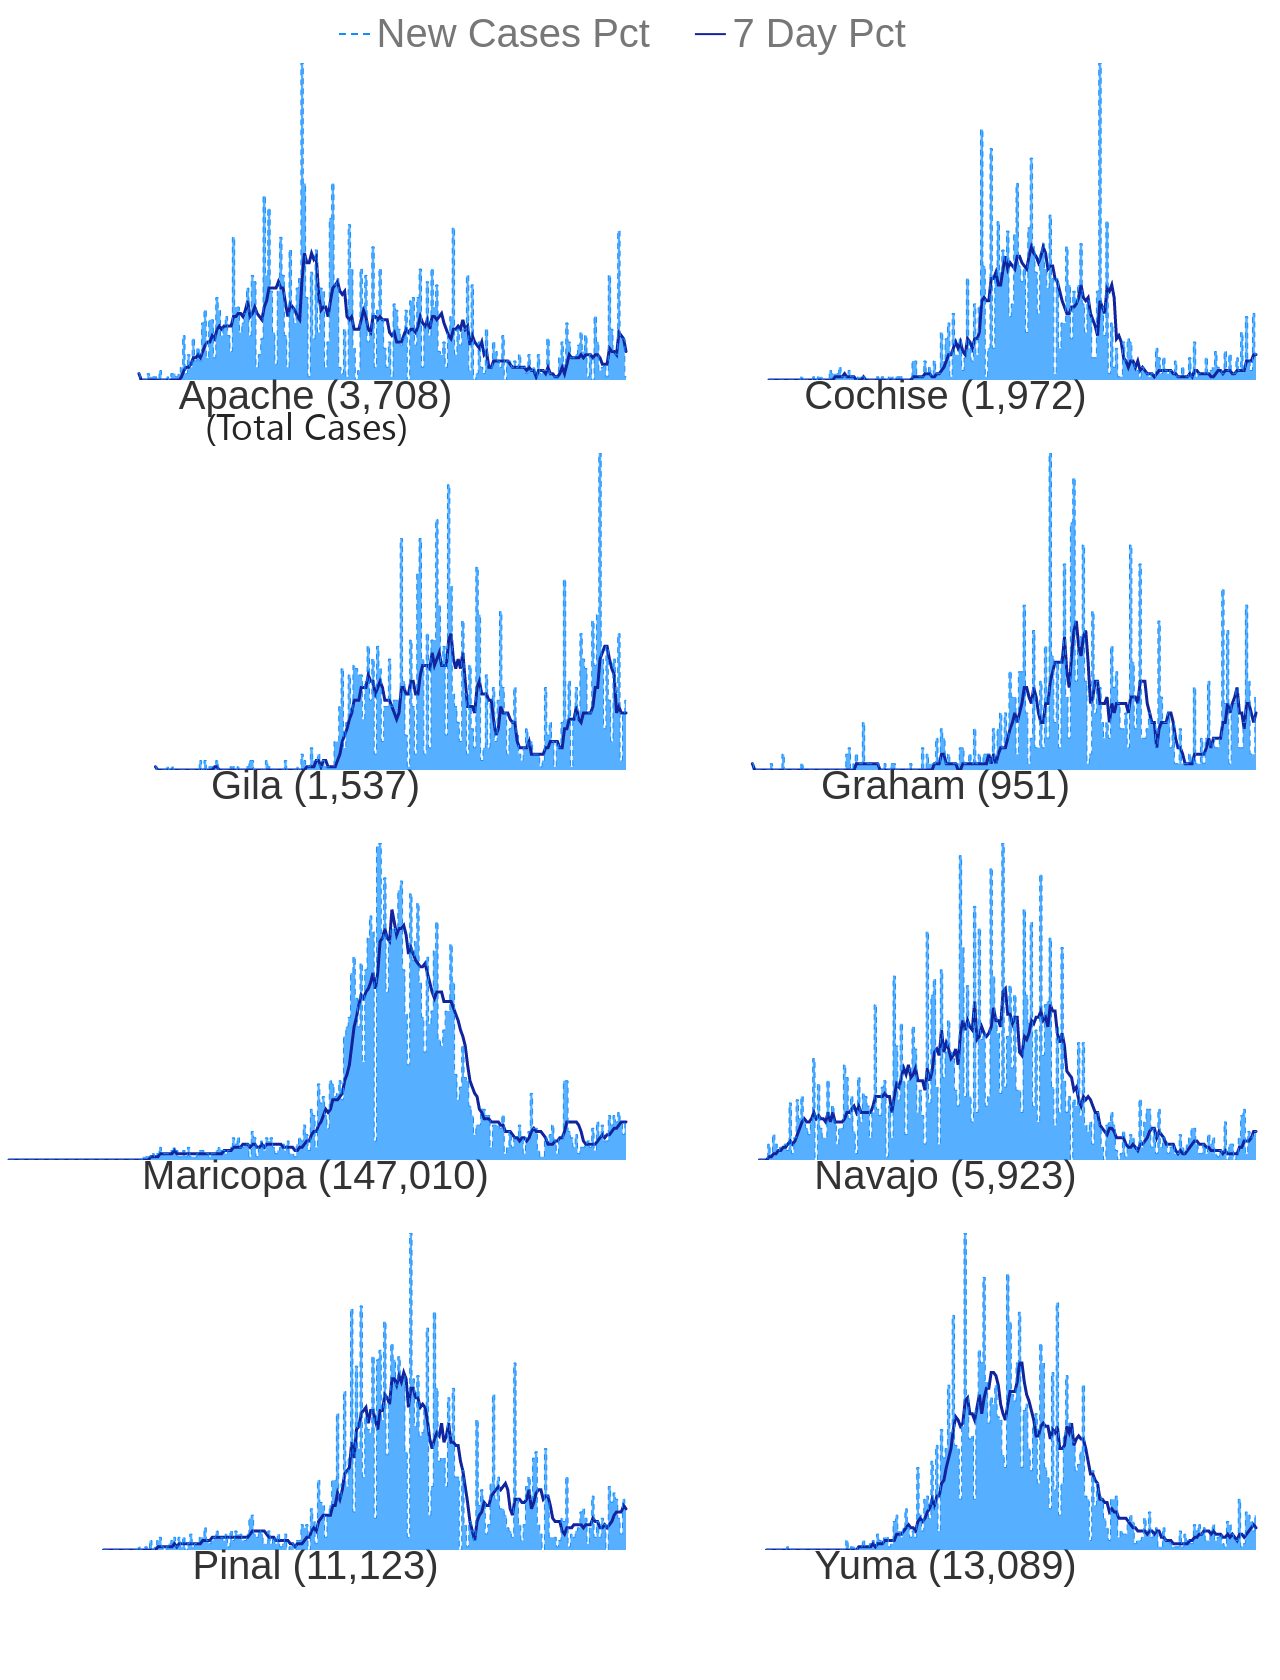 New Cases Pct 7 Day Pct
Apache (3,708) Cochise (1,972)
(Total Cases)
Gila (1,537) Graham (951)
Maricopa (147,010) Navajo (5,923)
Pinal (11,123) Yuma (13,089)